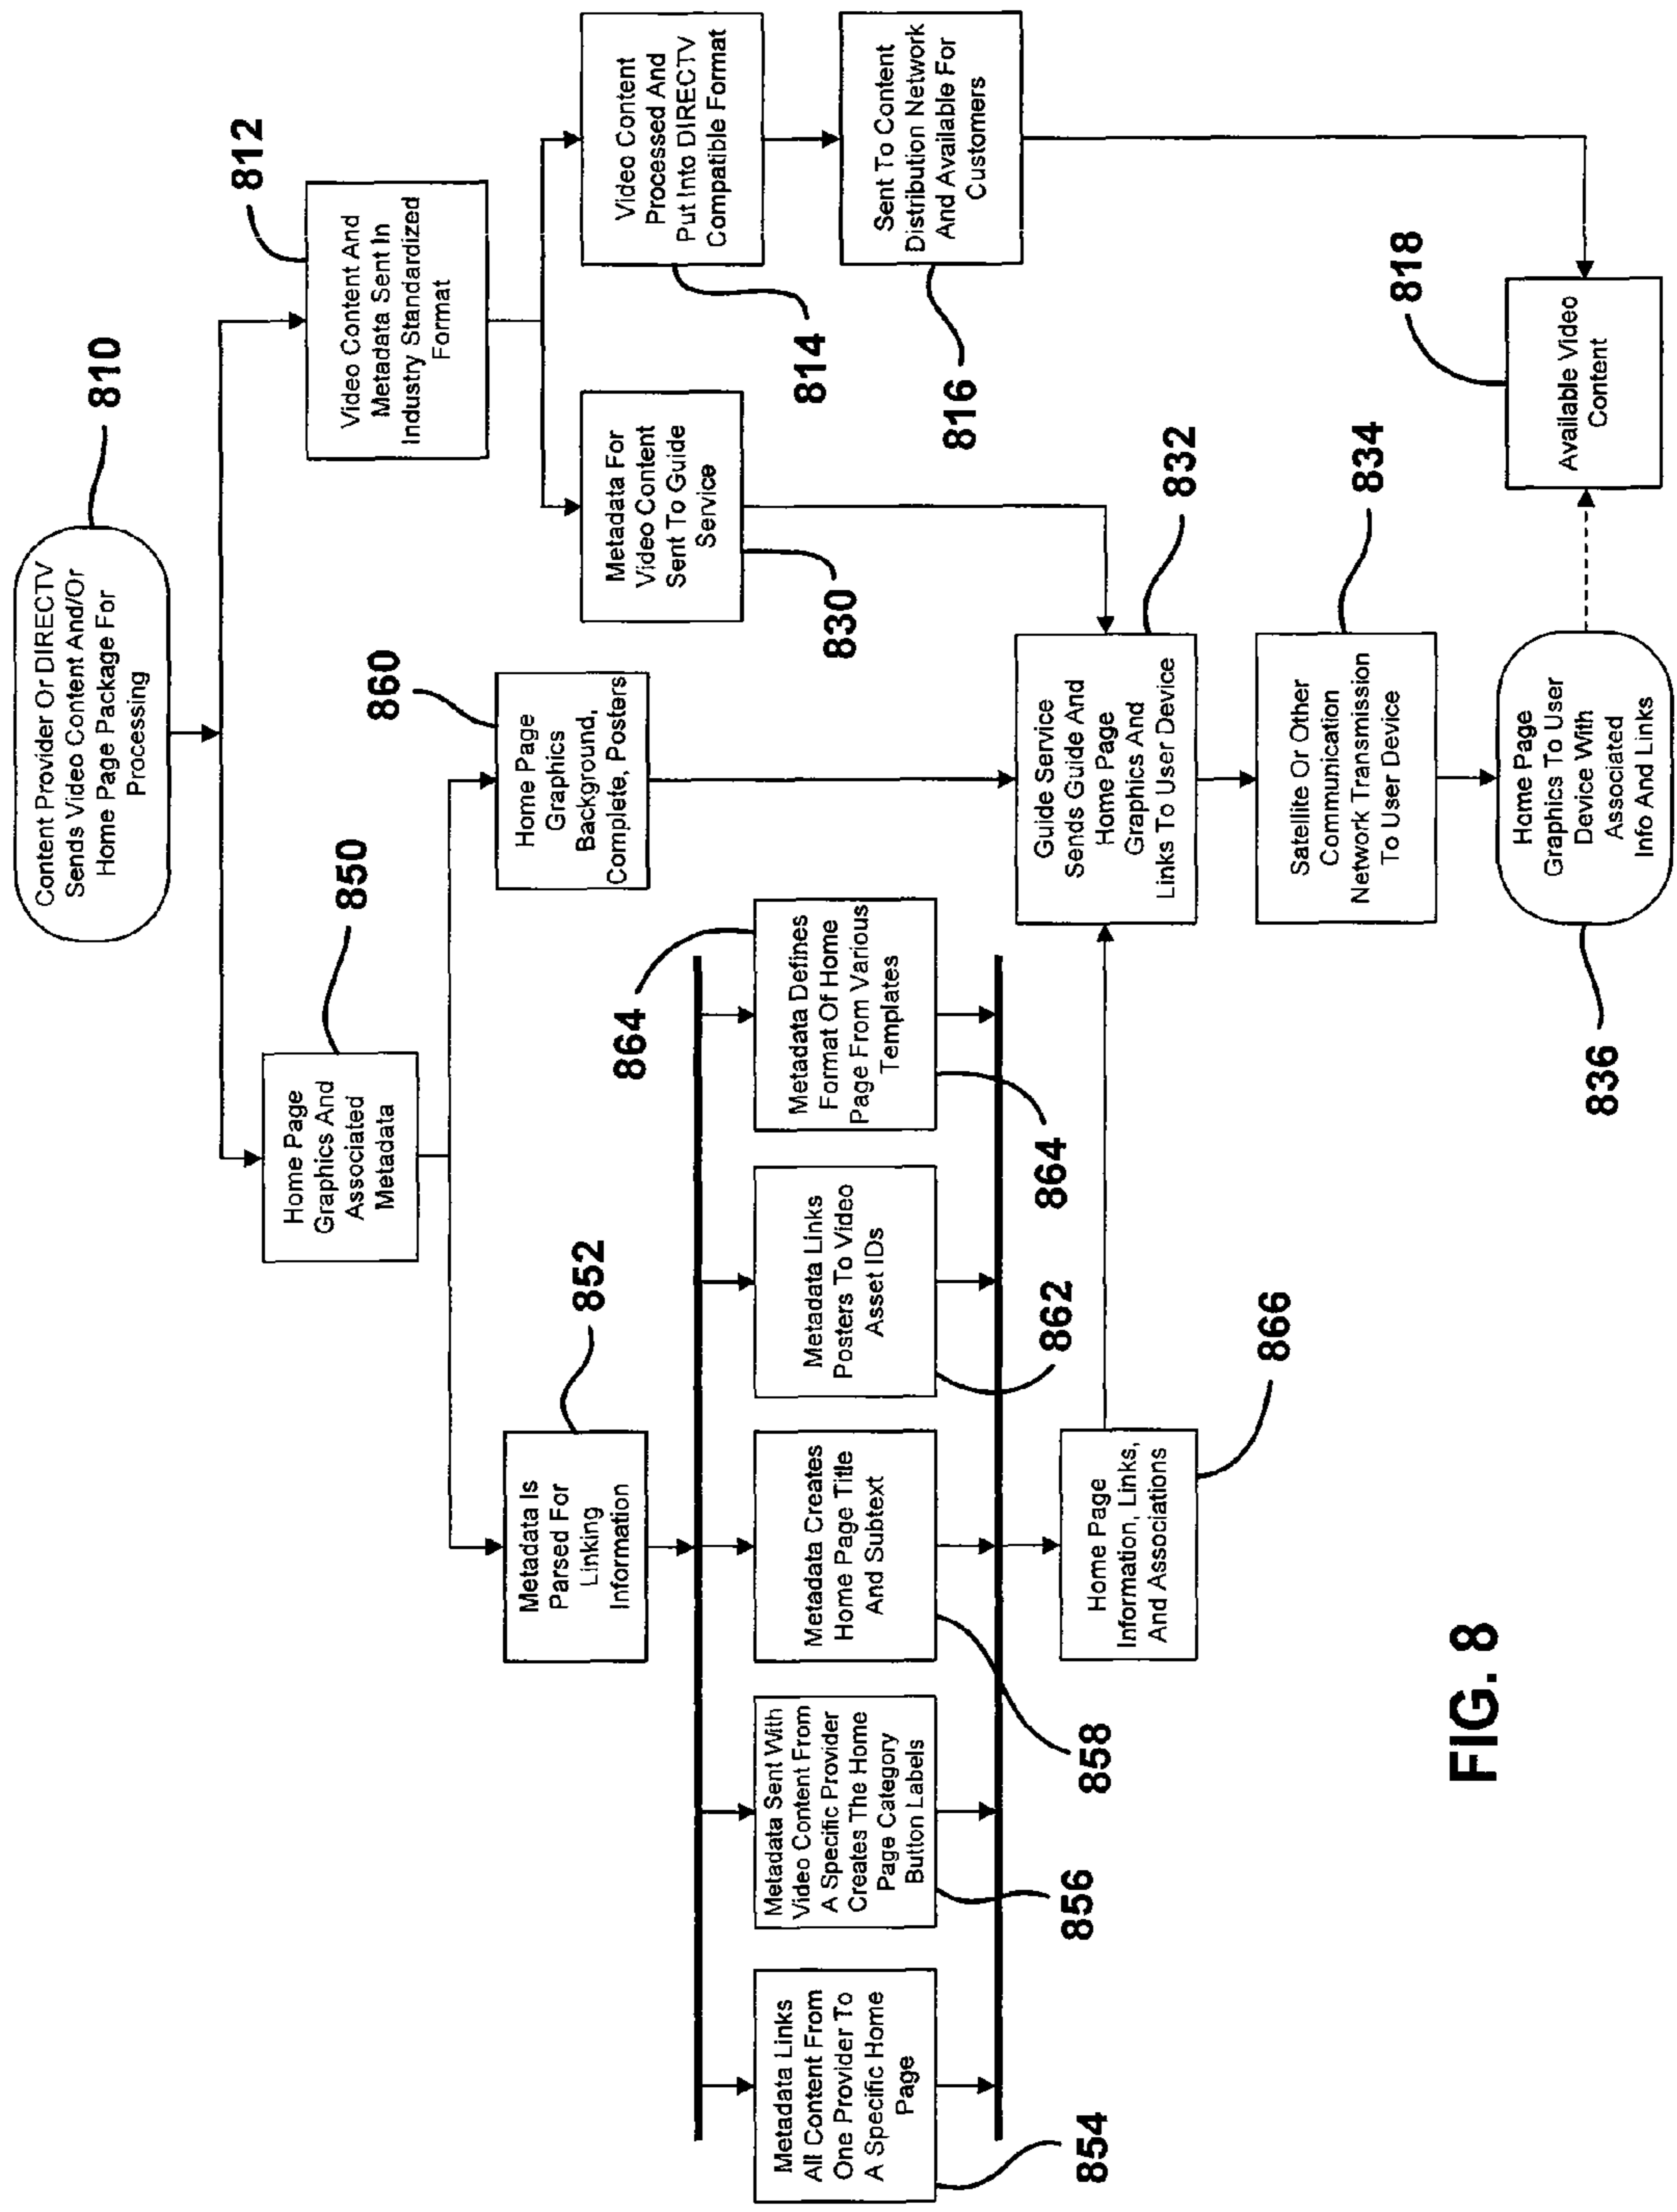 Content Provider Or DIRECTV
Sends Video Content And/Or
Home Page Package For
Processing
810
Home Page
Graphics And
Associated
Metadata
850
Video Content And
Metadata Sent In
Industry Standardized
Format
812
Metadata Is
Parsed For
Linking
Information
852
Home Page
Graphics
Background,
Complete, Posters
860
Metadata For
Video Content
Sent To Guide
Service
830
Video Content
Processed And
Put Into DIRECTV
Compatible Format
814
Metadata Links
All Content From
One Provider To
A Specific Home
Page
854
Metadata Sent With
Video Content From
A Specific Provider
Creates The Home
Page Category
Button Labels
856
Metadata Creates
Home Page Title
And Subtext
858
Metadata Links
Posters To Video
Asset IDs
862
864
Metadata Defines
Format Of Home
Page From Various
Templates
864
Sent To Content
Distribution Network
And Available For
Customers
816
Home Page
Information, Links,
And Associations
866
Guide Service
Sends Guide And
Home Page
Graphics And
Links To User Device
832
Satellite Or Other
Communication
Network Transmission
To User Device
834
Home Page
Graphics To User
Device With
Associated
Info And Links
836
Available Video
Content
818
FIG. 8